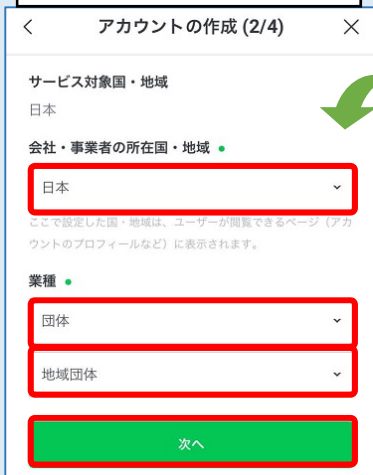 アカウントの作成 (2/4)
サービス対象国・地域
日本
会社・事業者の所在国・地域
日本
ここで設定した国・地域は、ユーザーが閲覧できるページ（アカ
ウントのプロフィールなど）に表示されます。
業種
団体
地域団体
次へ